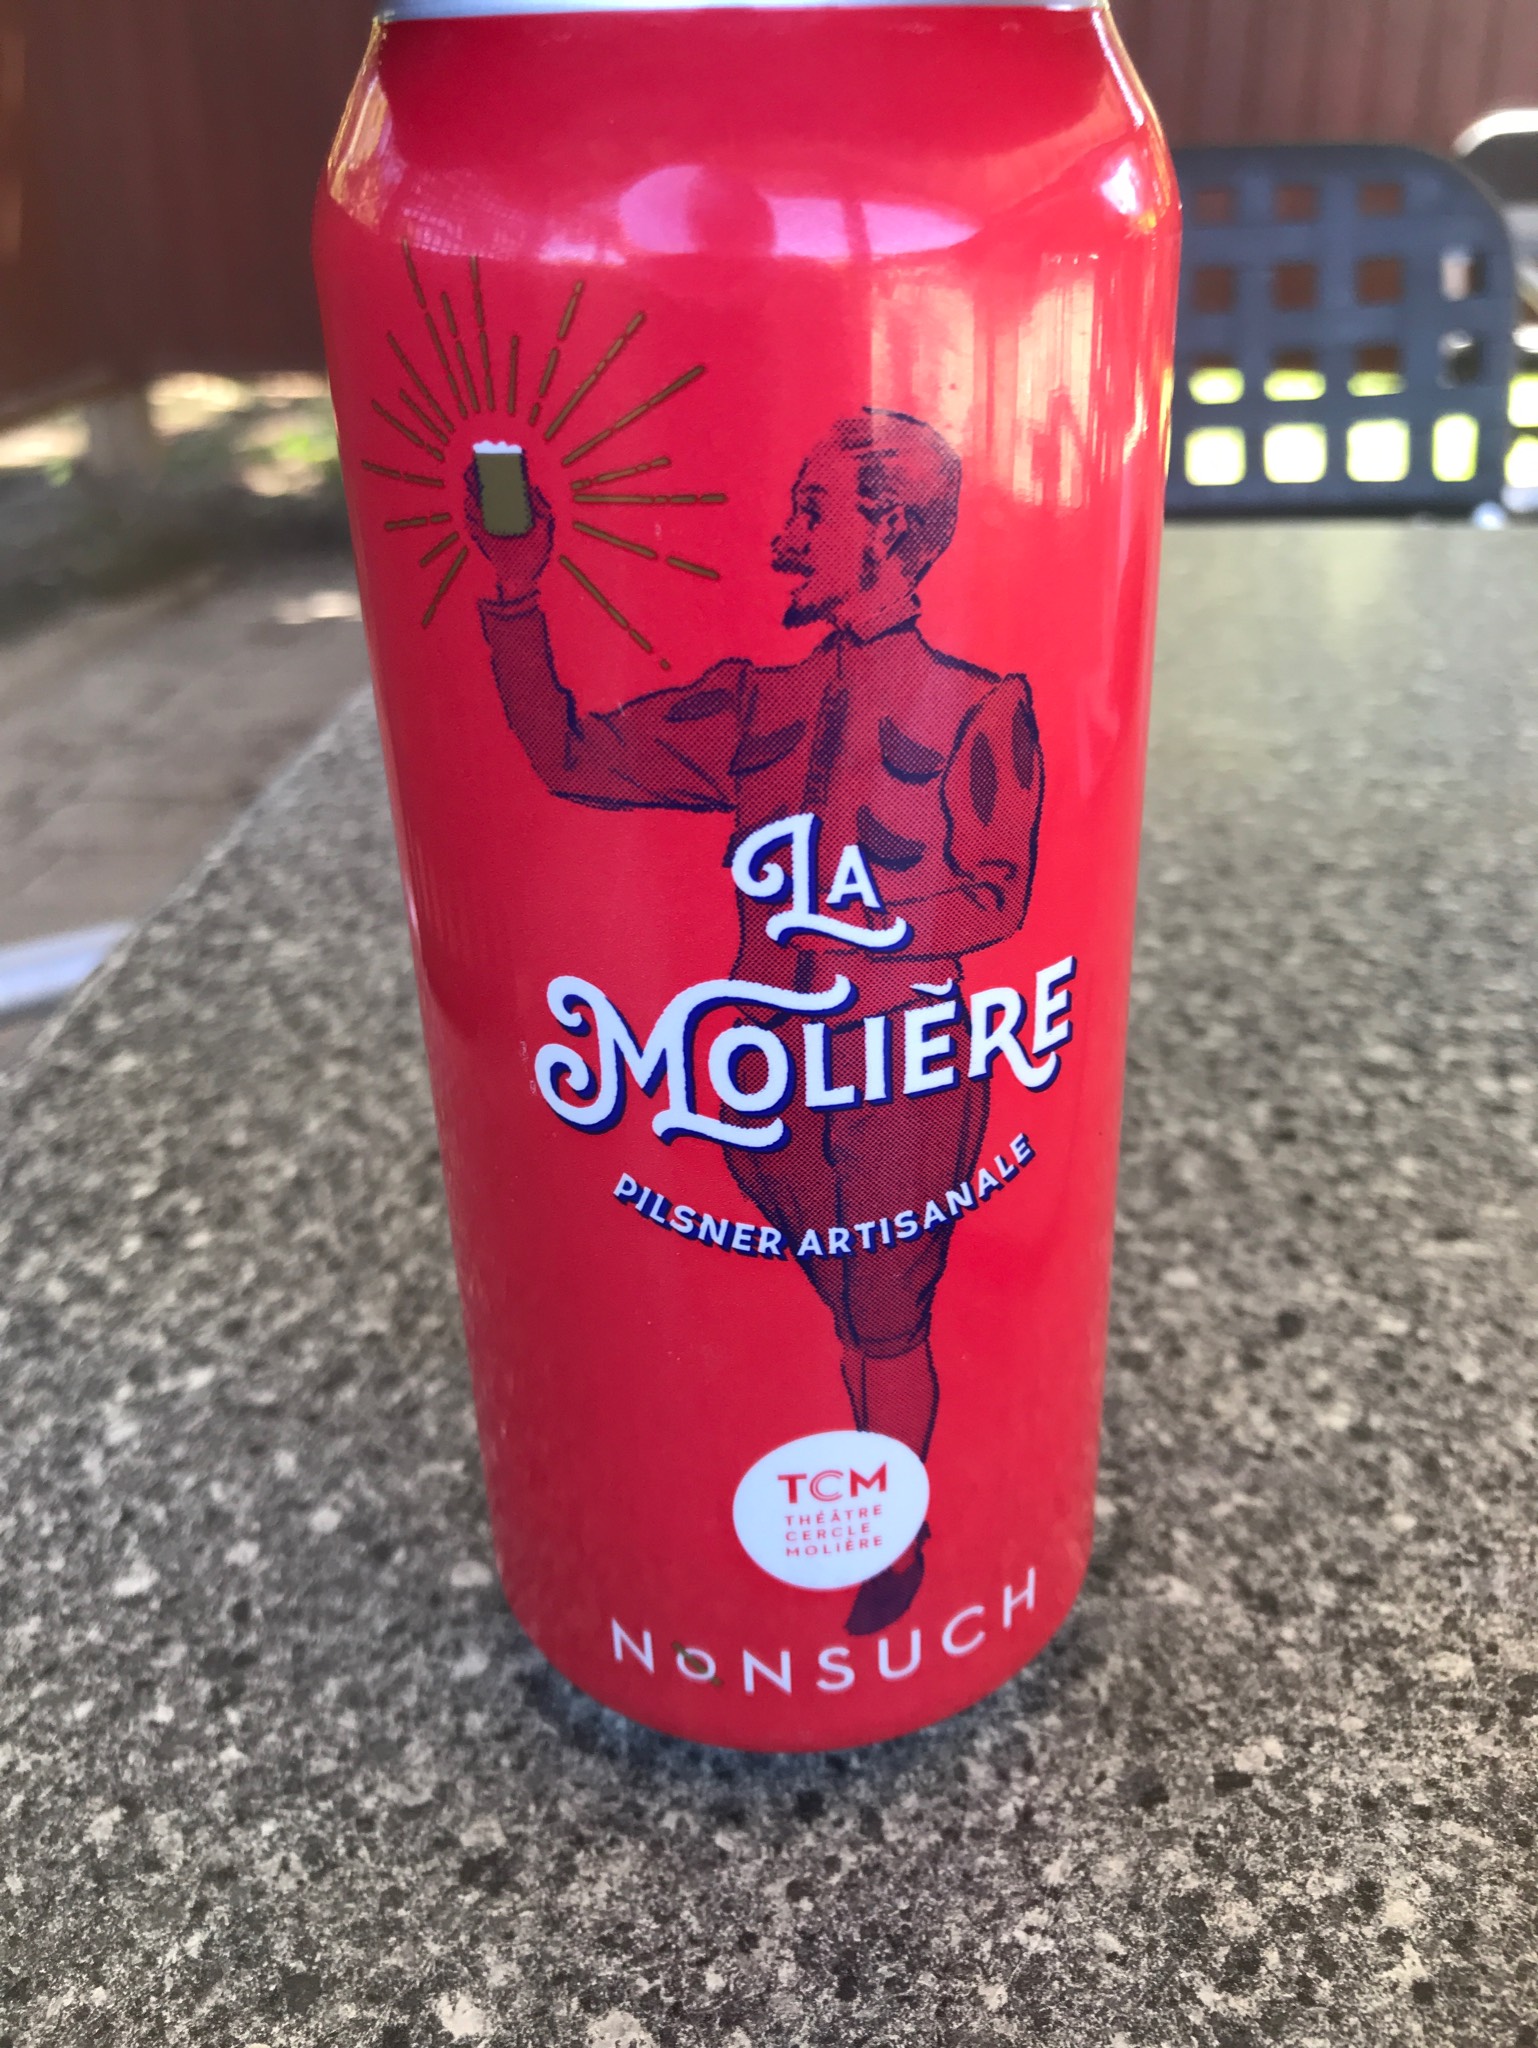 LA
MOLIÈRE
PILSNER ARTISANALE
TCM
THÉÂTRE
CERCLE
MOLIÈRE
NONSUCH